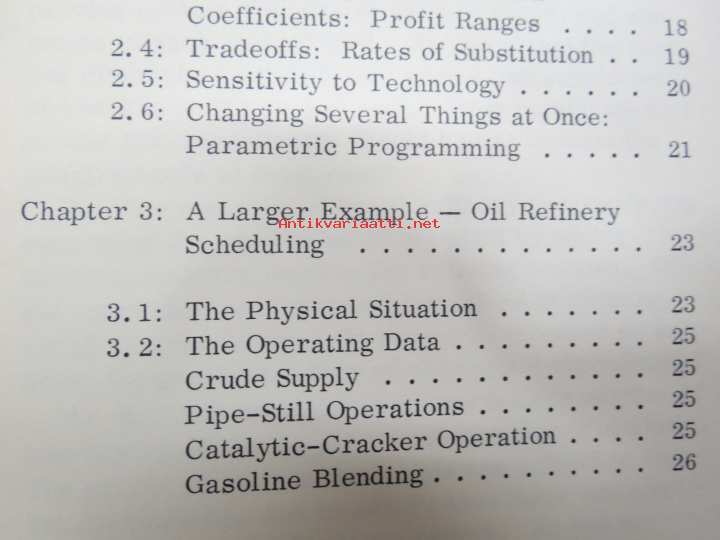 Coefficients: Profit Ranges . . . . 18
2.4: Tradeoffs: Rates of Substitution . . 19
2.5: Sensitivity to Technology . . . . . . 20
2.6: Changing Several Things at Once:
Parametric Programming . . . . . 21
Chapter 3: A Larger Example — Oil Refinery
Antikvariaatti.net
Scheduling . . . . . . . . . . . . . 23
3.1: The Physical Situation . . . . . . . 23
3.2: The Operating Data . . . . . . . . . 25
Crude Supply . . . . . . . . . . . . 25
Pipe-Still Operations . . . . . . . . 25
Catalytic-Cracker Operation . . . . 25
Gasoline Blending . . . . . . . . . . 26